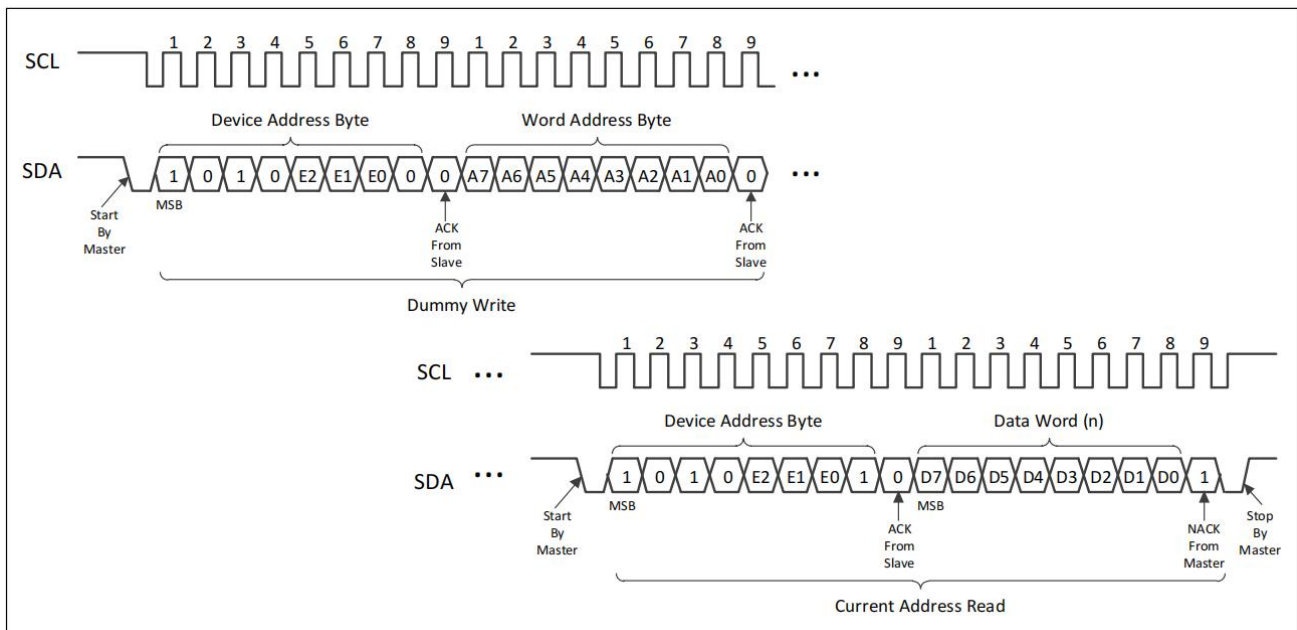 1 2 3 4 5 6 7 8 9 1 2 3 4 5 6 7 8 9
SCL ...
Device Address Byte Word Address Byte
SDA 1 0 1 0 E2 E1 E0 0 0 A7 A6 A5 A4 A3 A2 A1 A0 0 ...
MSB
Start
By
Master
ACK
From
Slave
ACK
From
Slave
Dummy Write
1 2 3 4 5 6 7 8 9 1 2 3 4 5 6 7 8 9
SCL ...
Device Address Byte Data Word (n)
SDA ... 1 0 1 0 E2 E1 E0 1 0 D7 D6 D5 D4 D3 D2 D1 D0 1
MSB MSB
Start
By
Master
ACK
From
Slave
NACK
From
Master
Stop
By
Master
Current Address Read